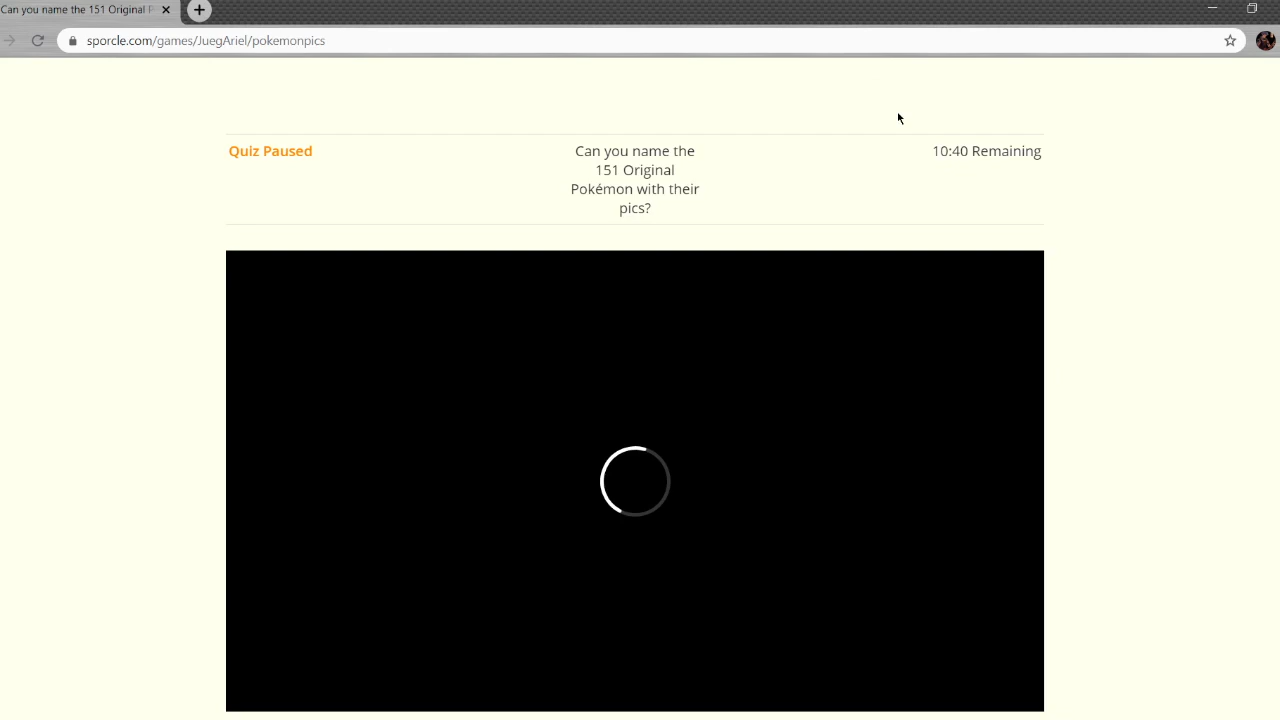 Can you name the 151 Original P
sporcle.com/games/JuegAriel/pokemonpics
Quiz Paused
Can you name the
151 Original
Pokémon with their
pics?
10:40 Remaining